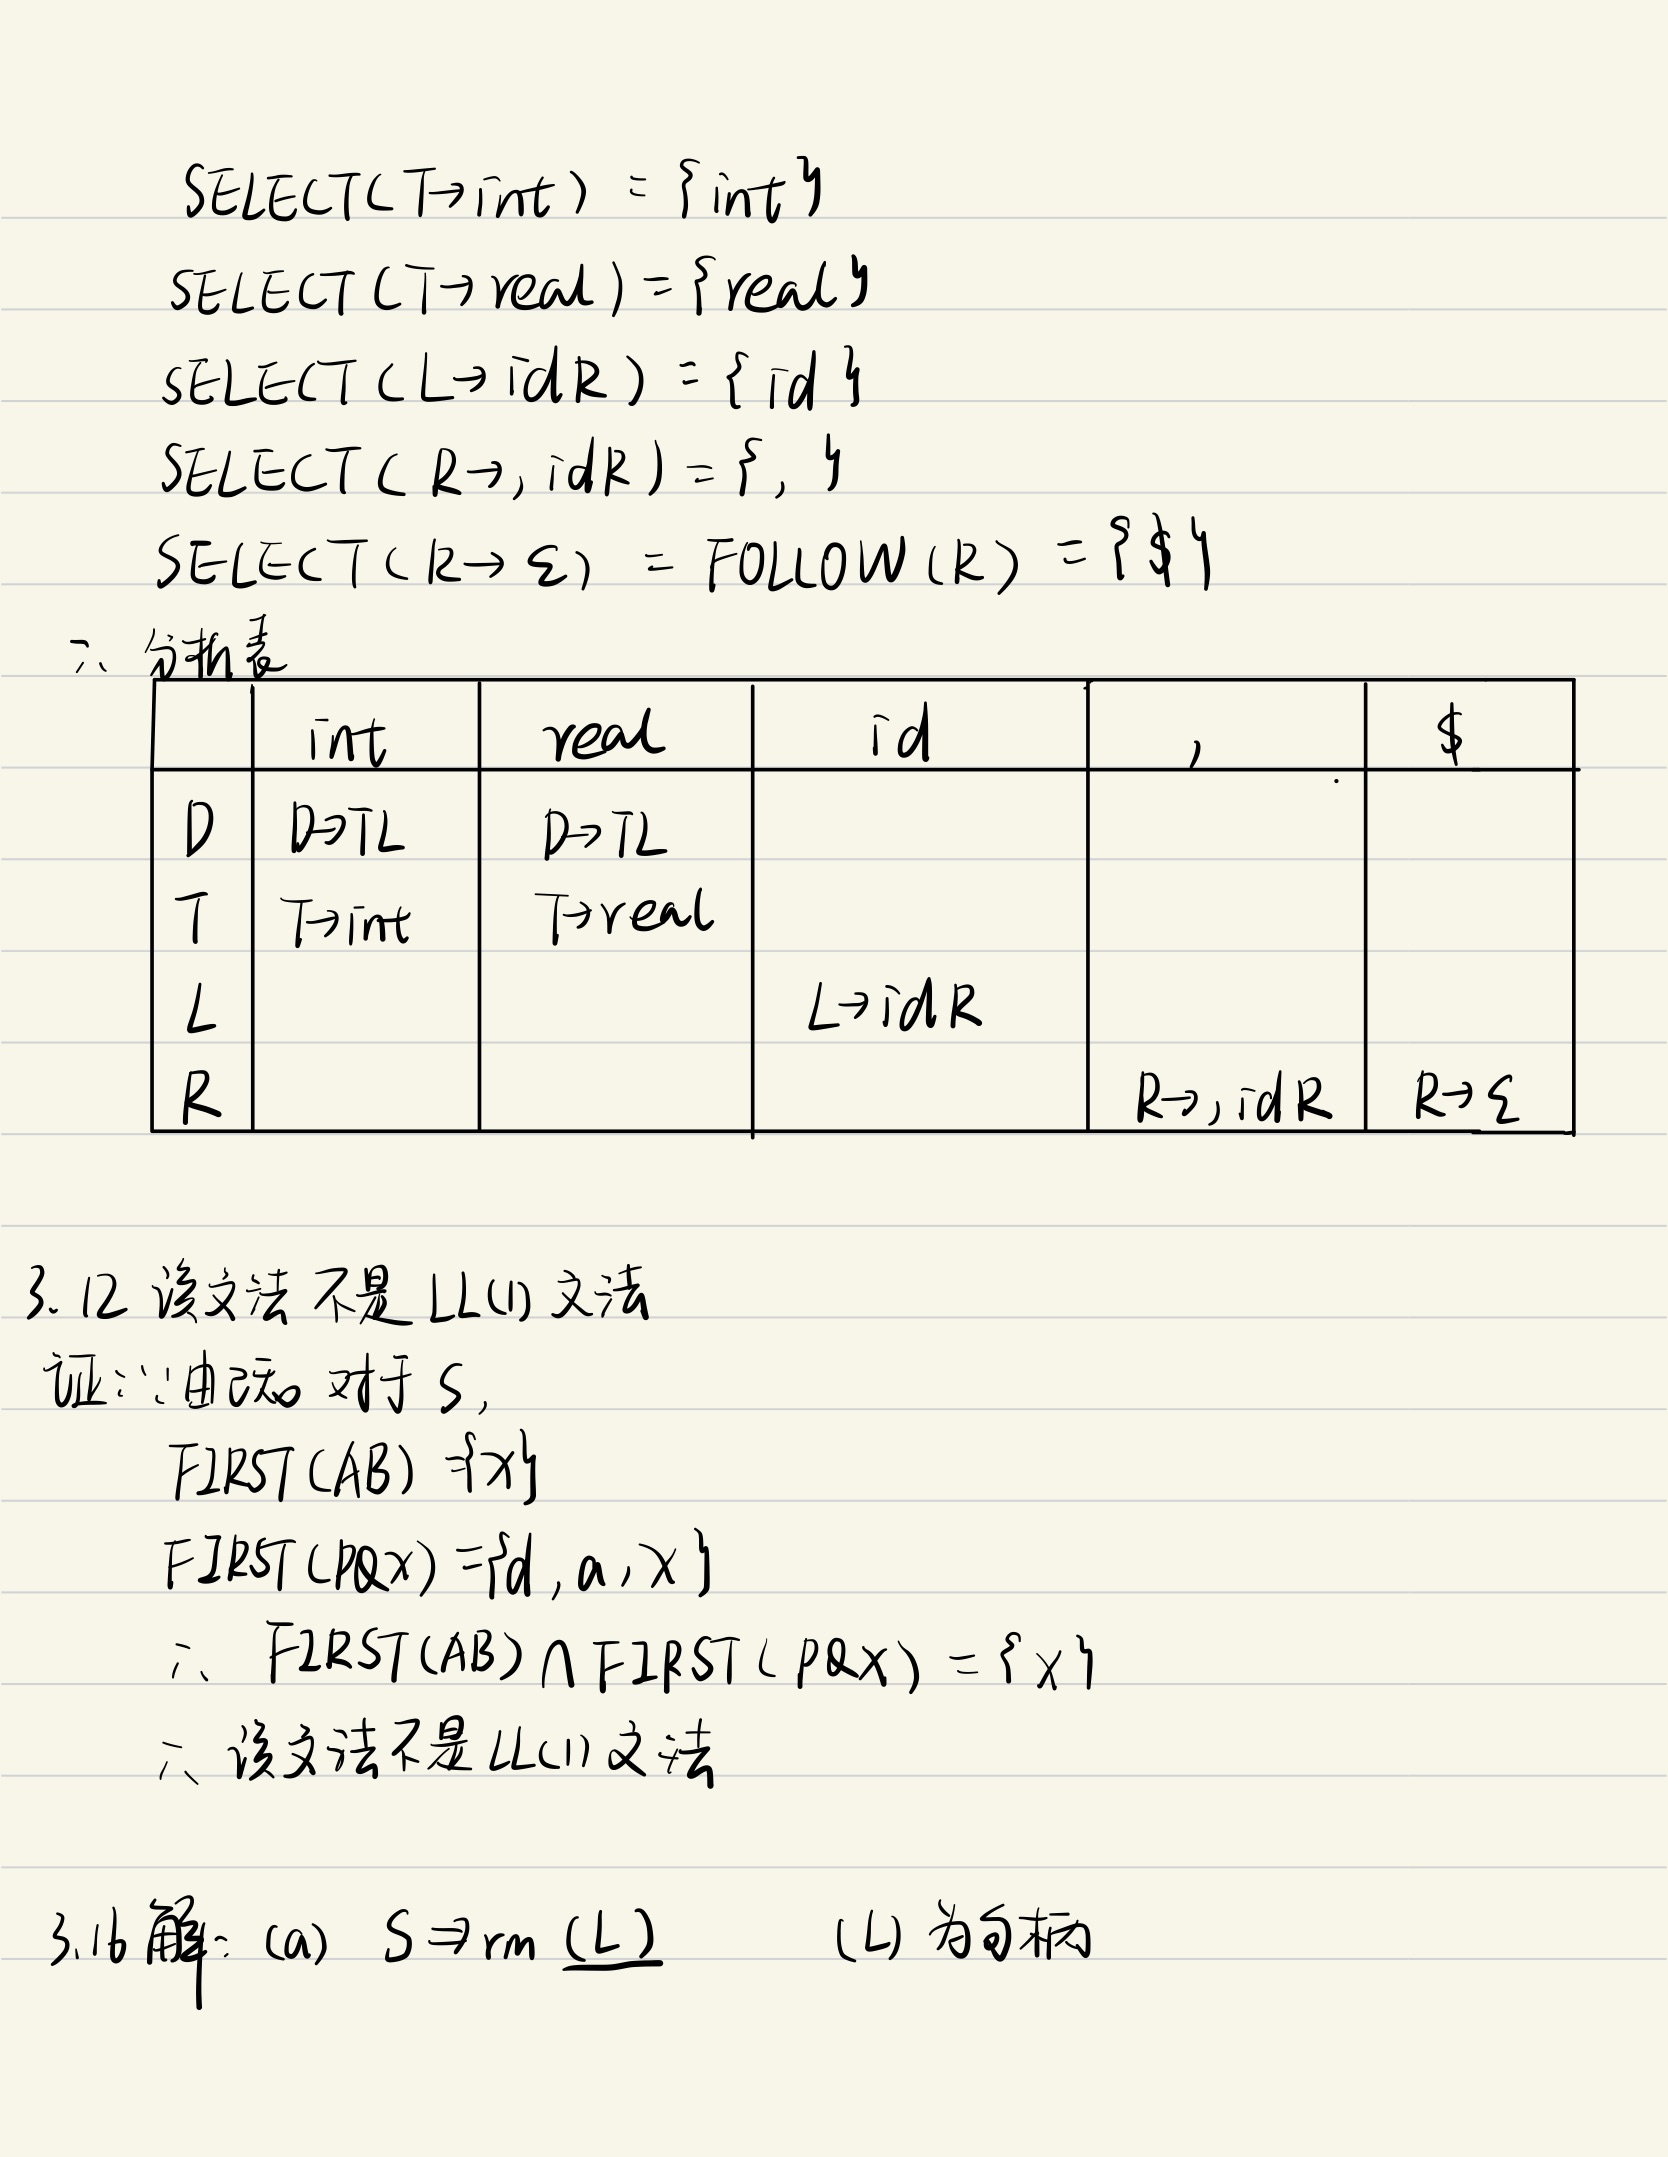 SELECT(T→int) = {int}
SELECT(T→real) = {real}
SELECT(L→idR) = {id}
SELECT(R→,idR) = {,}
SELECT(R→ε) = FOLLOW(R) = {$}
∴ 分析表
int real id , $
D D→TL D→TL
T T→int T→real
L L→idR
R R→,idR R→ε
3.12 该文法不是LL(1)文法
证:∵由已知 对于S,
FIRST(AB) = {x}
FIRST(PQx) = {d,a,x}
∴ FIRST(AB)∩FIRST(PQx) = {x}
∴ 该文法不是LL(1)文法
3.16 解: (a) S⇒rm (L) (L)为句柄